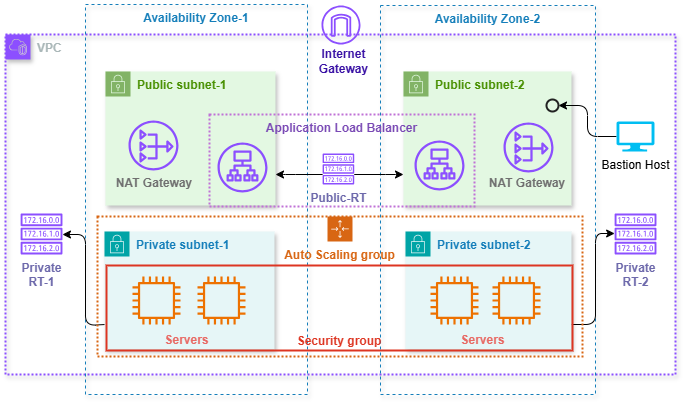 Availability Zone-1
Availability Zone-2
VPC
Internet
Gateway
Public subnet-1
Public subnet-2
Application Load Balancer
NAT Gateway
NAT Gateway
172.16.0.0
172.16.1.0
172.16.2.0
Public-RT
Bastion Host
172.16.0.0
172.16.1.0
172.16.2.0
Private
RT-1
172.16.0.0
172.16.1.0
172.16.2.0
Private
RT-2
Private subnet-1
Private subnet-2
Auto Scaling group
Servers
Security group
Servers